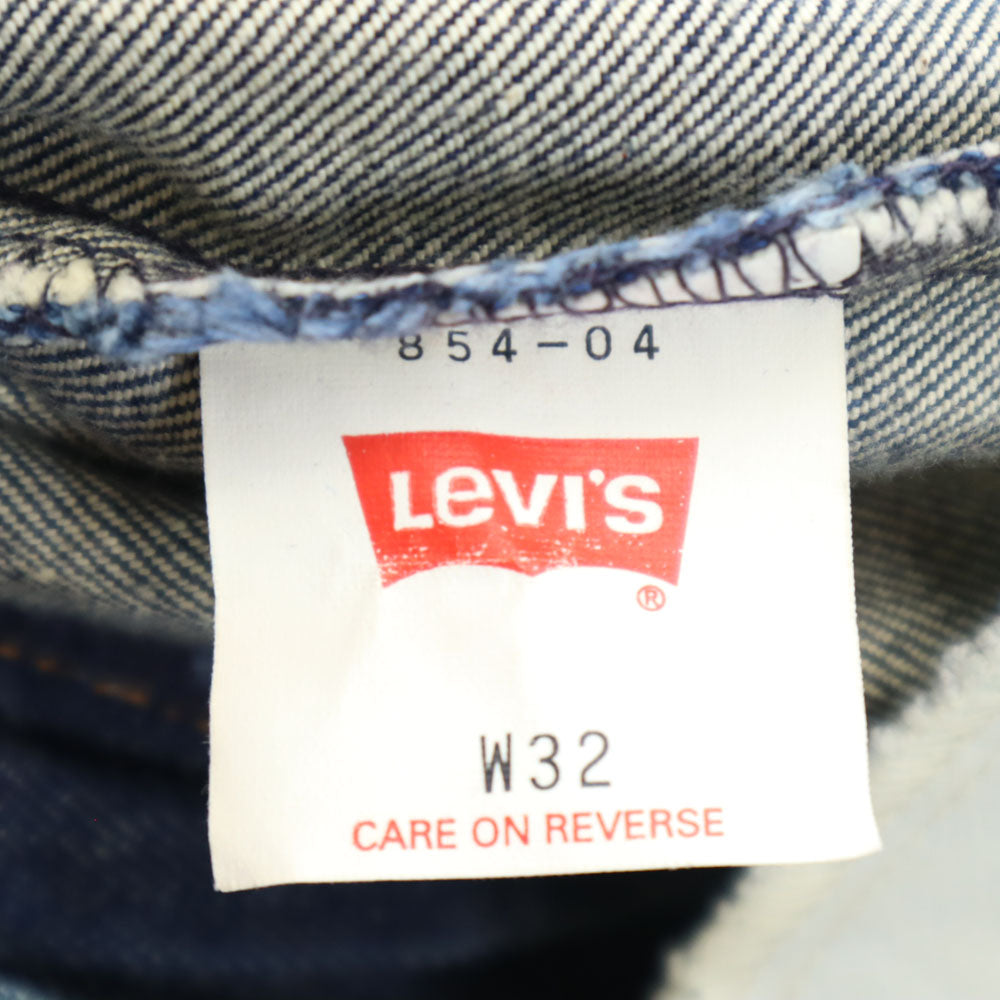 854-04
LEVI'S
®
W32
CARE ON REVERSE